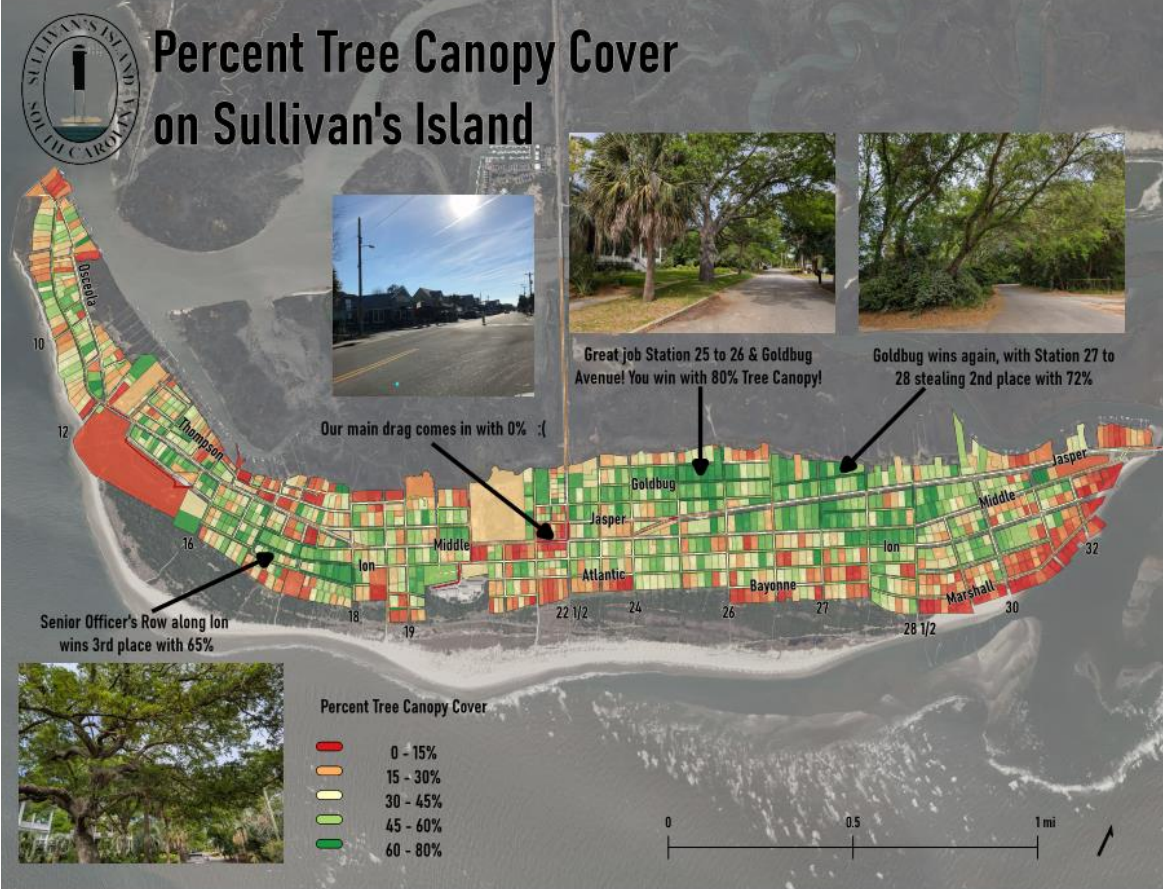 SULLIVAN'S ISLAND
SOUTH CAROLINA
Percent Tree Canopy Cover
on Sullivan's Island
Great job Station 25 to 26 & Goldbug
Avenue! You win with 80% Tree Canopy!
Goldbug wins again, with Station 27 to
28 stealing 2nd place with 72%
Our main drag comes in with 0% :(
Osceola
10
12
Thompson
16
Goldbug
Jasper
Jasper
Middle
Middle
Ion
Ion
Atlantic
Bayonne
Marshall
32
30
18
19
22 1/2
24
26
27
28 1/2
Senior Officer's Row along Ion
wins 3rd place with 65%
Percent Tree Canopy Cover
0 - 15%
15 - 30%
30 - 45%
45 - 60%
60 - 80%
0
0.5
1 mi